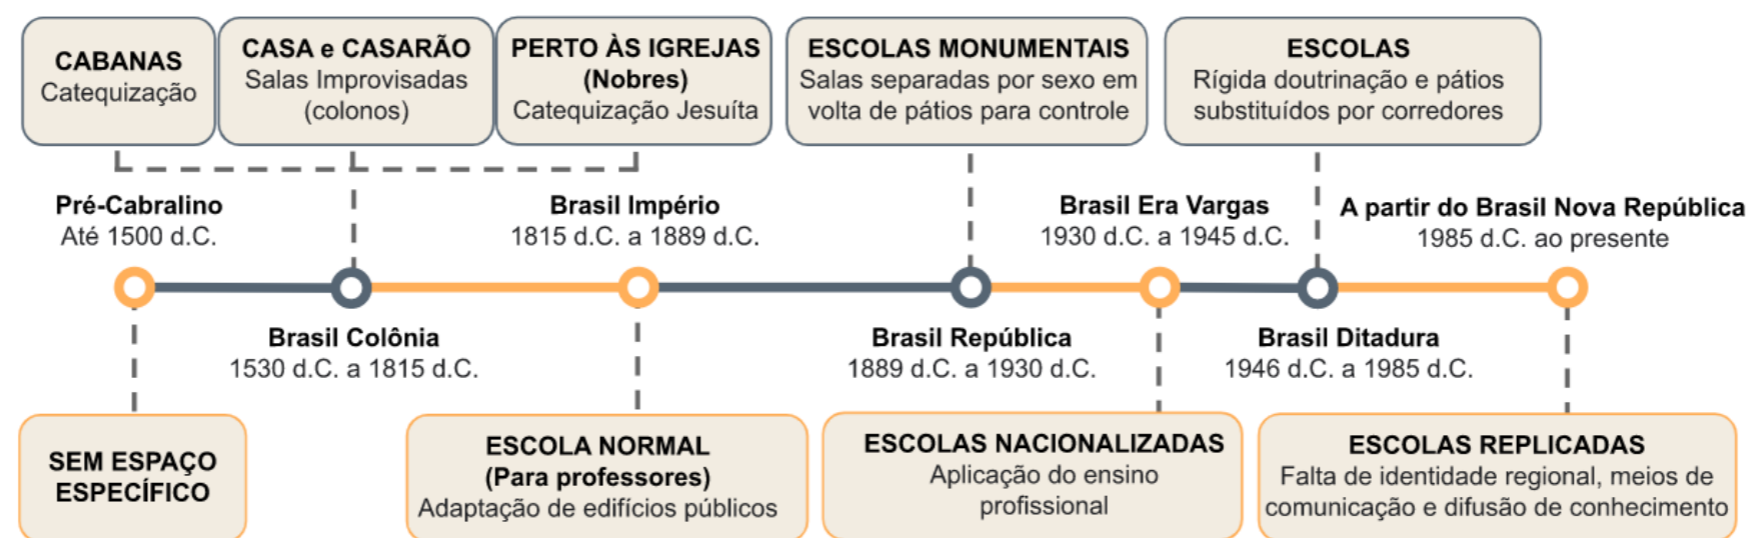 CABANAS
Catequização
CASA e CASARÃO
Salas Improvisadas
(colonos)
PERTO ÀS IGREJAS
(Nobres)
Catequização Jesuíta
ESCOLAS MONUMENTAIS
Salas separadas por sexo em
volta de pátios para controle
ESCOLAS
Rígida doutrinação e pátios
substituídos por corredores
Pré-Cabralino
Até 1500 d.C.
Brasil Império
1815 d.C. a 1889 d.C.
Brasil Era Vargas
1930 d.C. a 1945 d.C.
A partir do Brasil Nova República
1985 d.C. ao presente
Brasil Colônia
1530 d.C. a 1815 d.C.
Brasil República
1889 d.C. a 1930 d.C.
Brasil Ditadura
1946 d.C. a 1985 d.C.
SEM ESPAÇO
ESPECÍFICO
ESCOLA NORMAL
(Para professores)
Adaptação de edifícios públicos
ESCOLAS NACIONALIZADAS
Aplicação do ensino
profissional
ESCOLAS REPLICADAS
Falta de identidade regional, meios de
comunicação e difusão de conhecimento